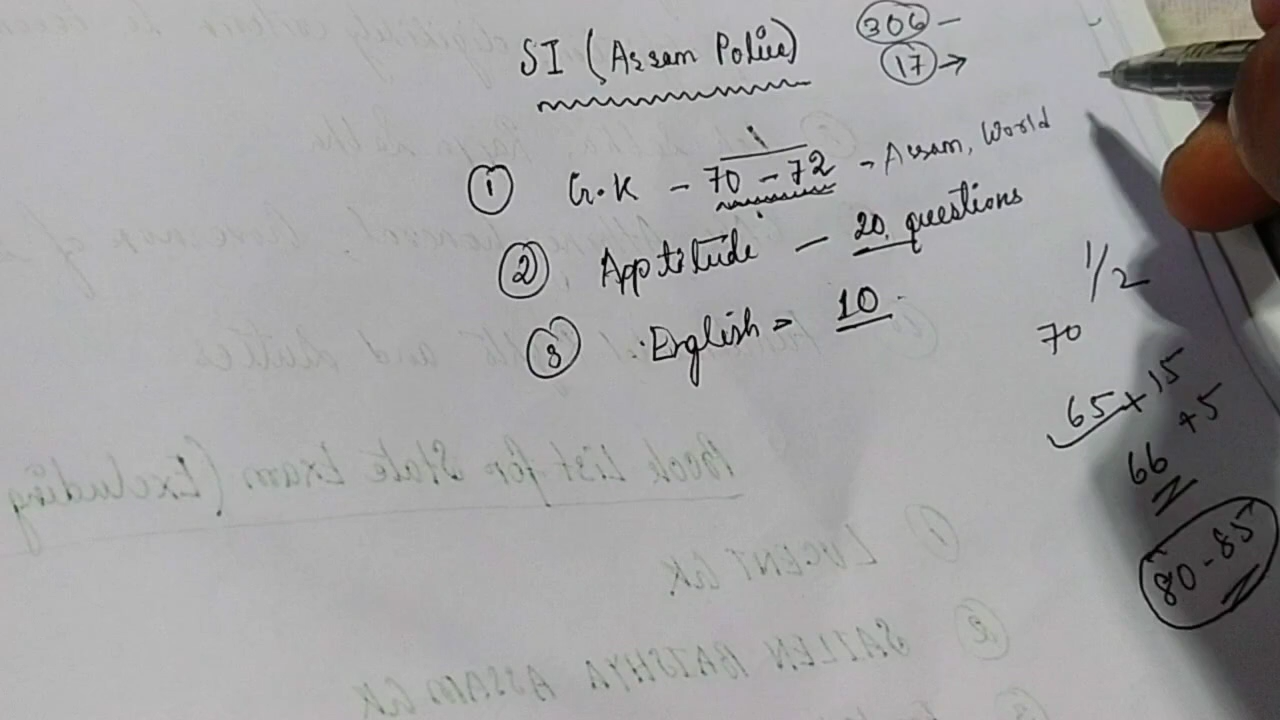 SI (Assam Police)
306 -
17 →
① G.K - 70 - 72 - Assam, World
② Apptitude - 20 questions
③ English > 10
1/2
70
65 + 15
+ 5
66
80 - 85
Book List for State Exam (Excluding
① LUCENT GK
② SAILEN BAISHYA ASSAM GK